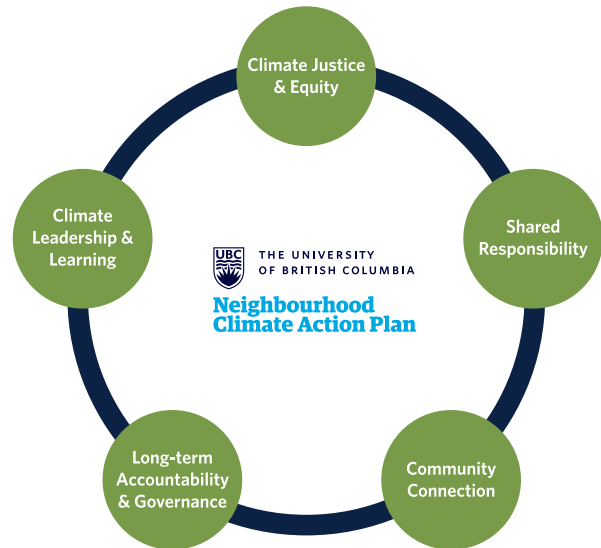 Climate Justice
& Equity
Climate
Leadership &
Learning
Shared
Responsibility
UBC
THE UNIVERSITY
OF BRITISH COLUMBIA
Neighbourhood
Climate Action Plan
Long-term
Accountability
& Governance
Community
Connection